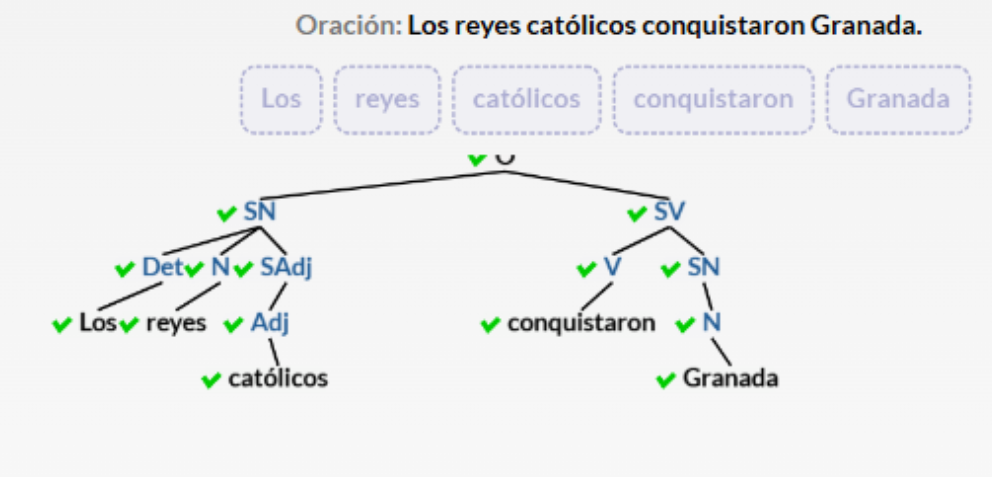 Oración: Los reyes católicos conquistaron Granada.
Los reyes católicos conquistaron Granada
O
SN SV
Det N SAdj V SN
Los reyes Adj conquistaron N
católicos Granada